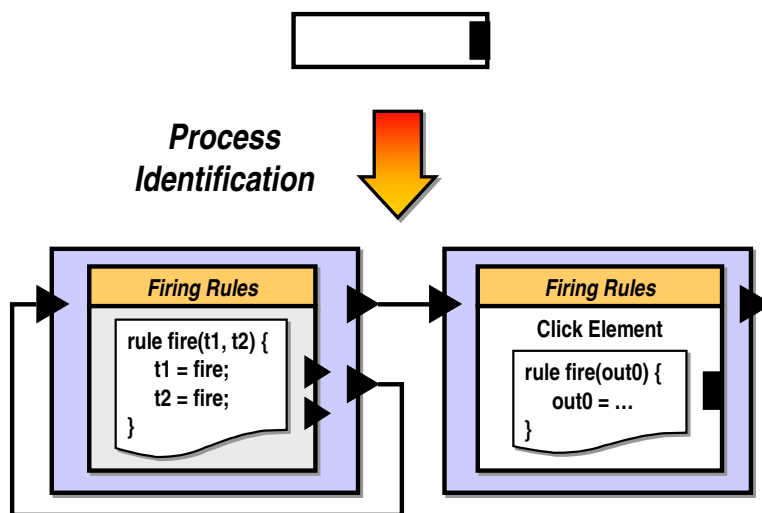 Process
Identification
Firing Rules
rule fire(t1, t2) {
t1 = fire;
t2 = fire;
}
Firing Rules
Click Element
rule fire(out0) {
out0 = ...
}